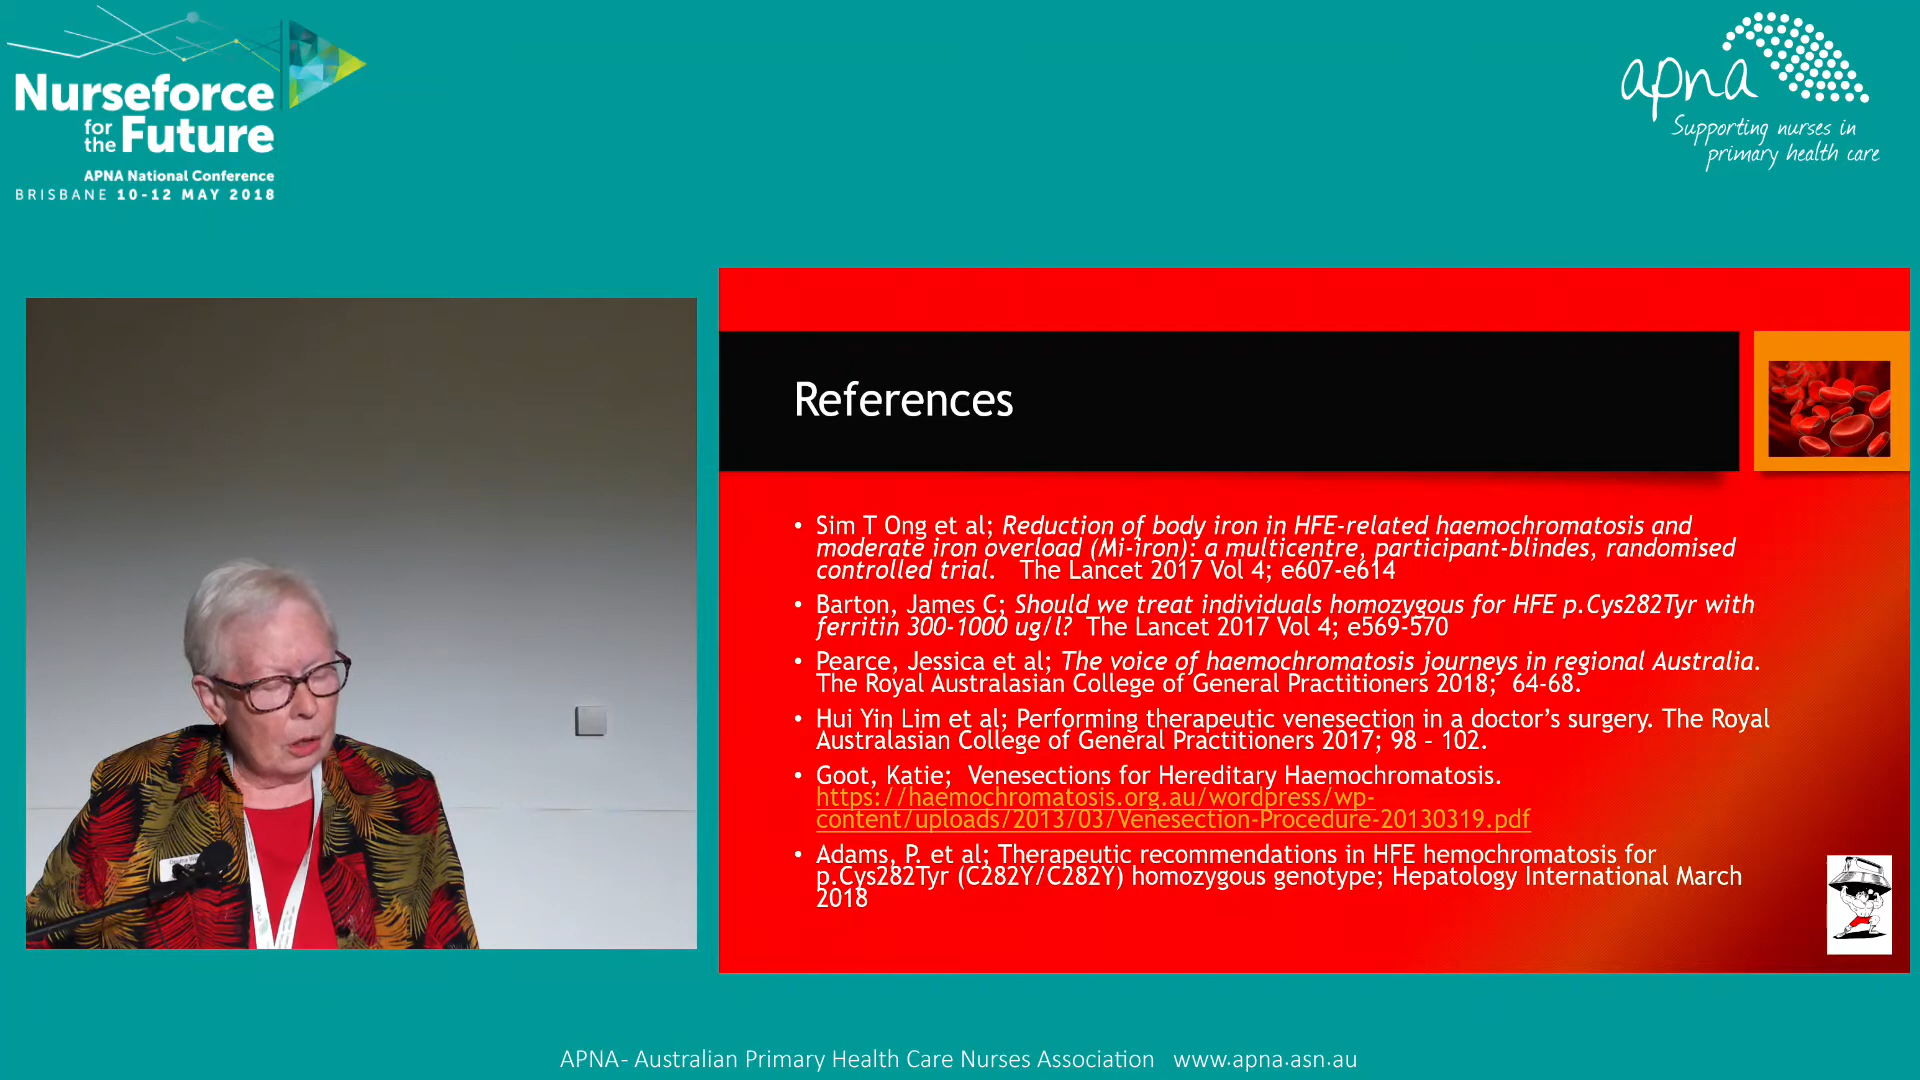 Nurseforce
for
the Future
APNA National Conference
BRISBANE 10-12 MAY 2018
apna
Supporting nurses in
primary health care
References
• Sim T Ong et al; Reduction of body iron in HFE-related haemochromatosis and
moderate iron overload (Mi-iron): a multicentre, participant-blindes, randomised
controlled trial. The Lancet 2017 Vol 4; e607-e614
• Barton, James C; Should we treat individuals homozygous for HFE p.Cys282Tyr with
ferritin 300-1000 ug/l? The Lancet 2017 Vol 4; e569-570
• Pearce, Jessica et al; The voice of haemochromatosis journeys in regional Australia.
The Royal Australasian College of General Practitioners 2018; 64-68.
• Hui Yin Lim et al; Performing therapeutic venesection in a doctor's surgery. The Royal
Australasian College of General Practitioners 2017; 98 – 102.
• Goot, Katie; Venesections for Hereditary Haemochromatosis.
https://haemochromatosis.org.au/wordpress/wp-
content/uploads/2013/03/Venesection-Procedure-20130319.pdf
• Adams, P. et al; Therapeutic recommendations in HFE hemochromatosis for
p.Cys282Tyr (C282Y/C282Y) homozygous genotype; Hepatology International March
2018
APNA- Australian Primary Health Care Nurses Association www.apna.asn.au